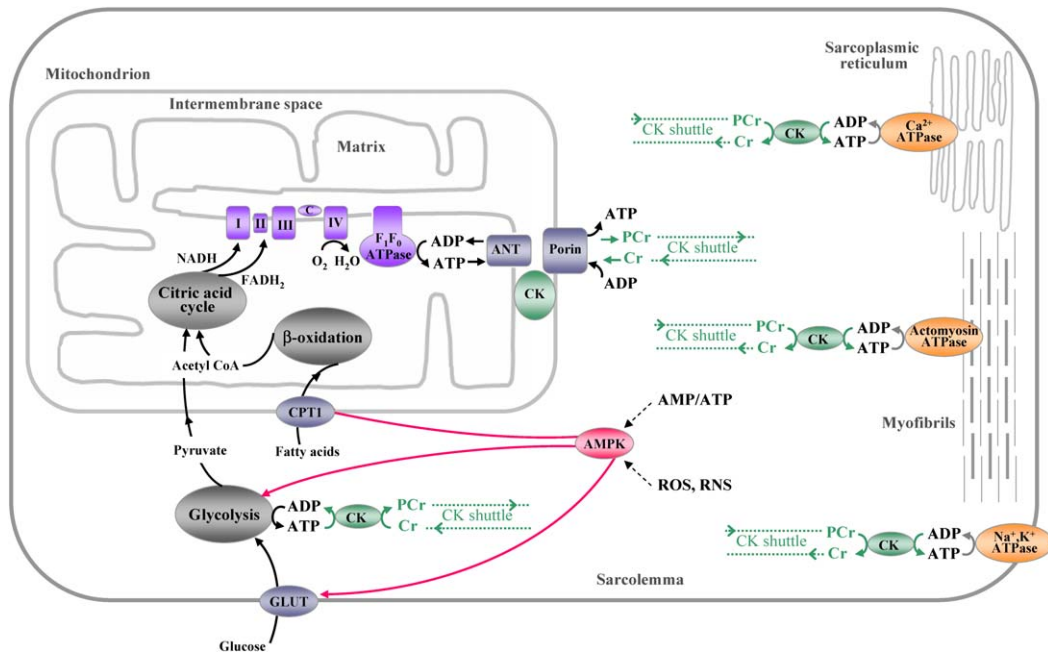 Sarcoplasmic
reticulum
Mitochondrion
Intermembrane space
Matrix
CK shuttle
PCr
Cr
CK
ADP
ATP
Ca²⁺
ATPase
I
II
III
C
IV
O₂
H₂O
F₁F₀
ATPase
ADP
ATP
ANT
Porin
ATP
PCr
Cr
CK shuttle
ADP
CK
NADH
FADH₂
Citric acid
cycle
β-oxidation
Acetyl CoA
CPT1
Fatty acids
CK shuttle
PCr
Cr
CK
ADP
ATP
Actomyosin
ATPase
Myofibrils
AMP/ATP
AMPK
ROS, RNS
Pyruvate
Glycolysis
ADP
ATP
CK
PCr
Cr
CK shuttle
CK shuttle
PCr
Cr
CK
ADP
ATP
Na⁺,K⁺
ATPase
Sarcolemma
GLUT
Glucose